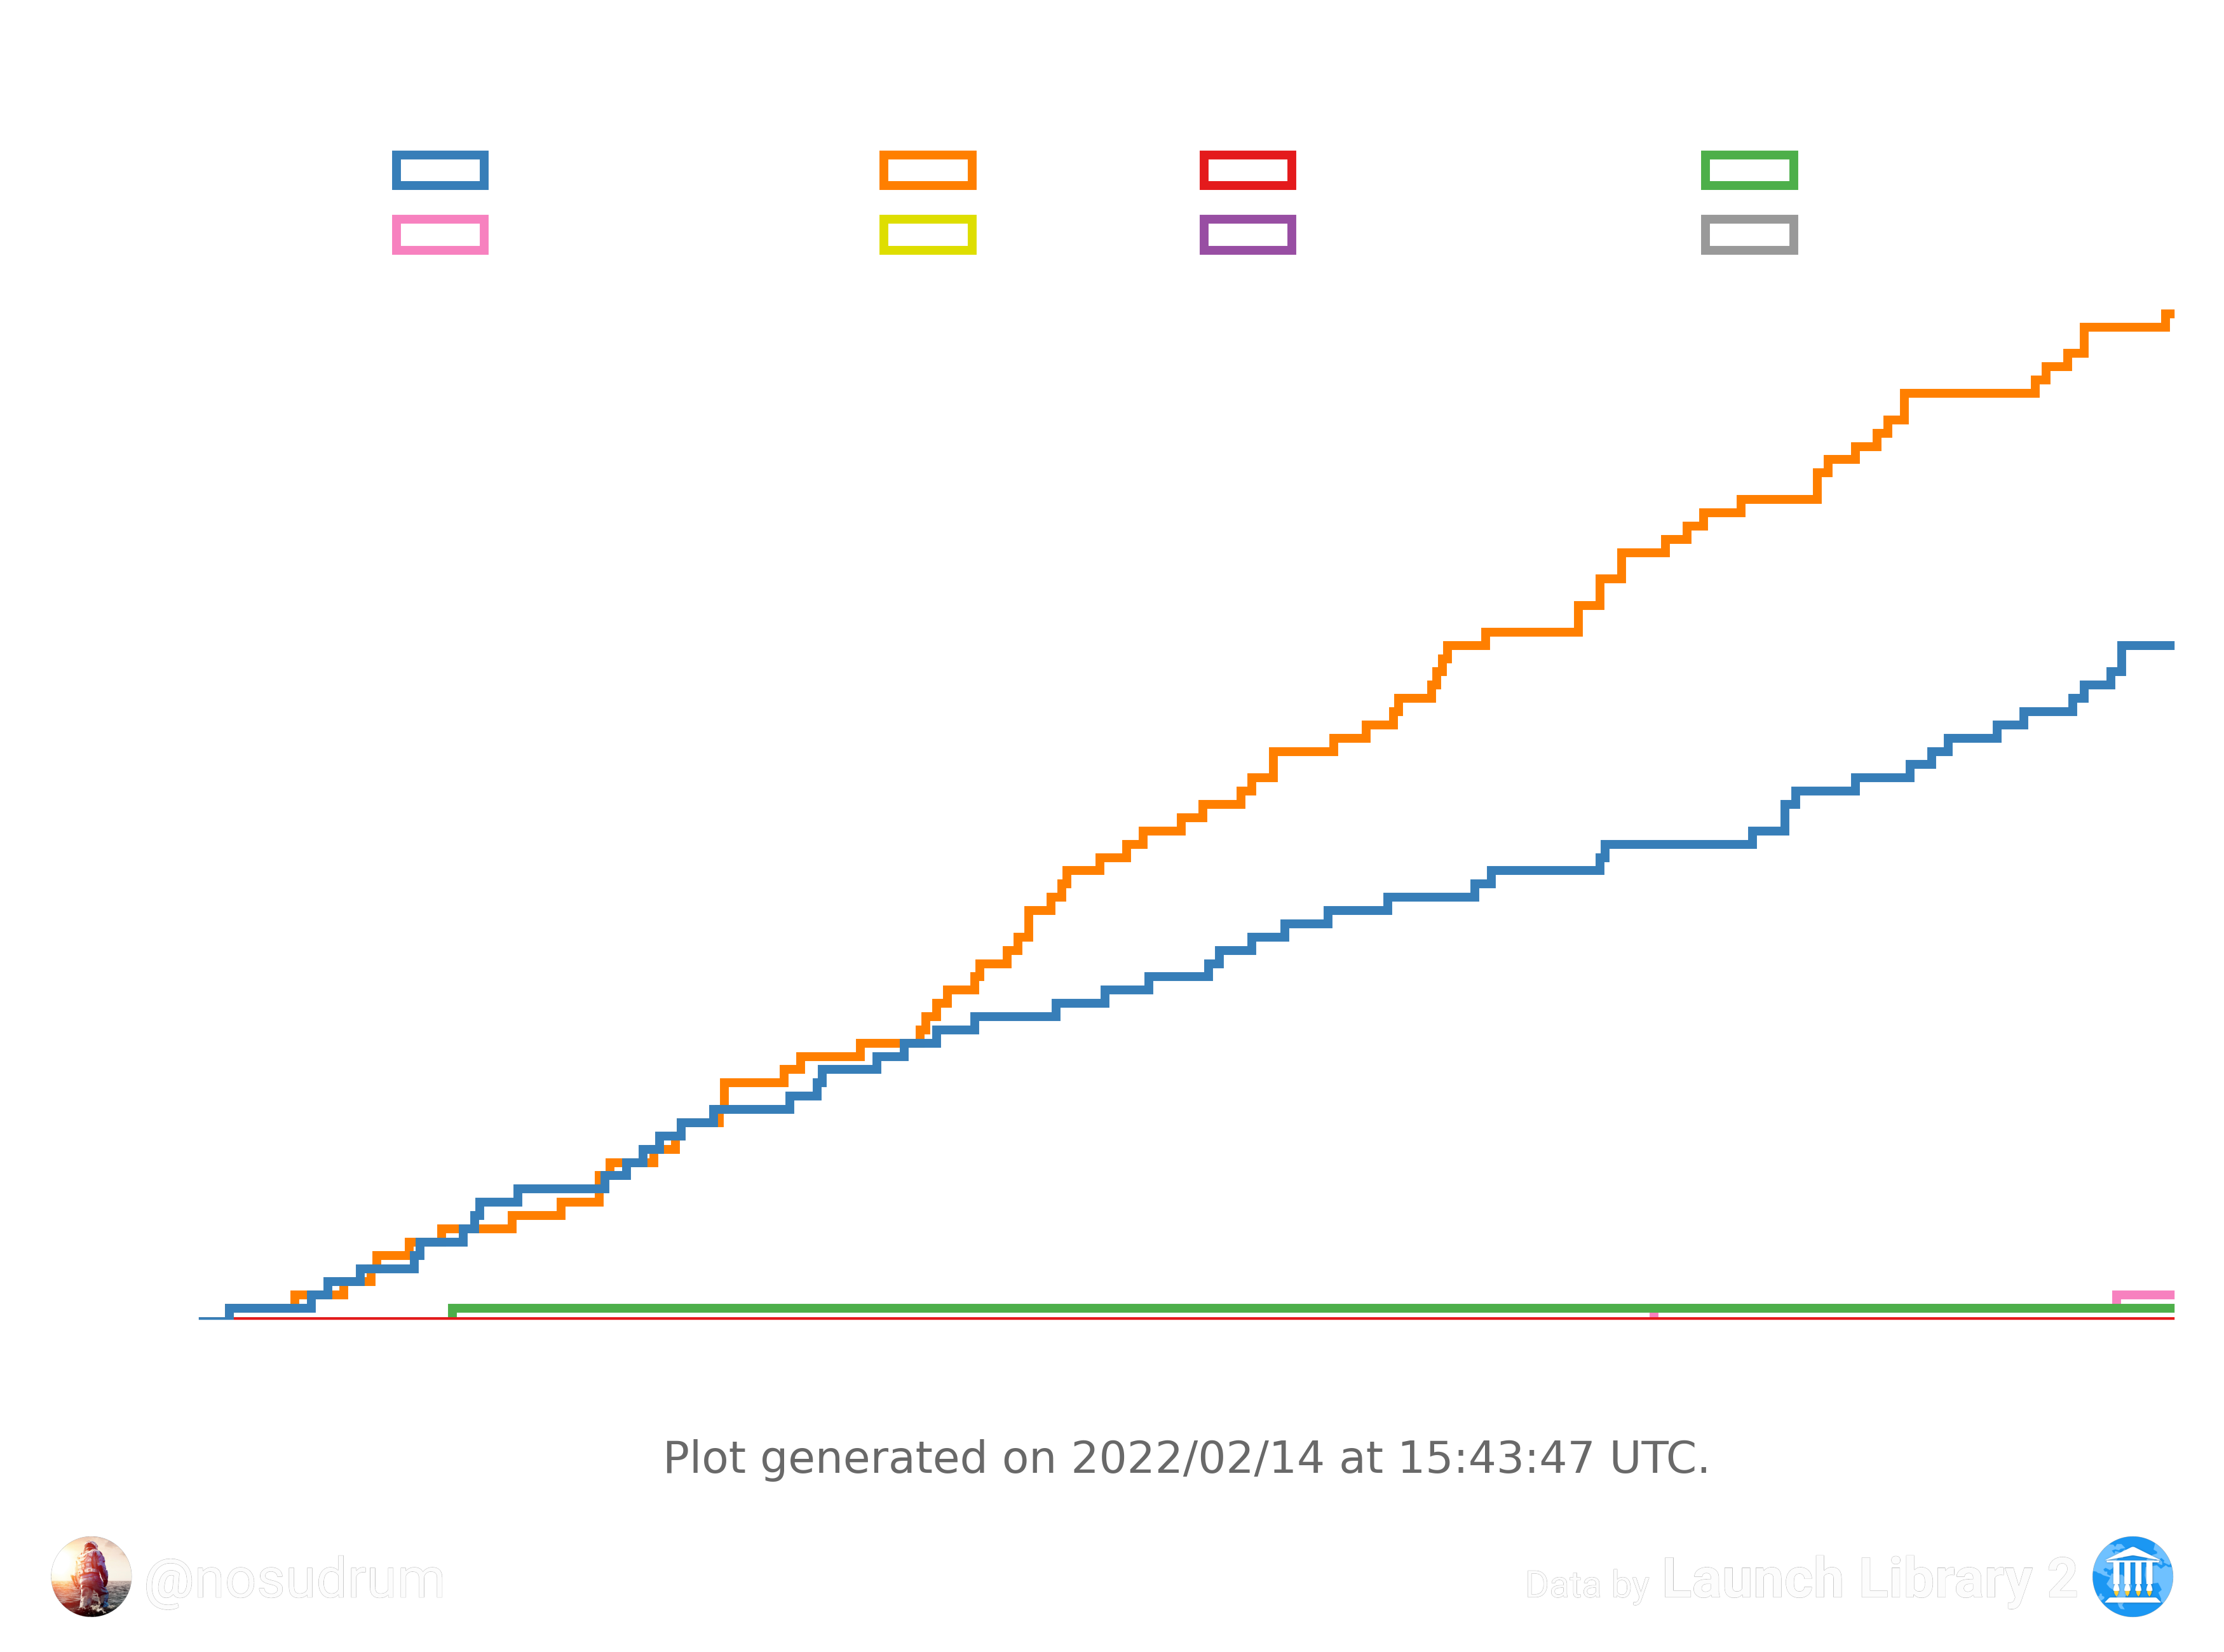 Plot generated on 2022/02/14 at 15:43:47 UTC.
@nosudrum
Data by Launch Library 2